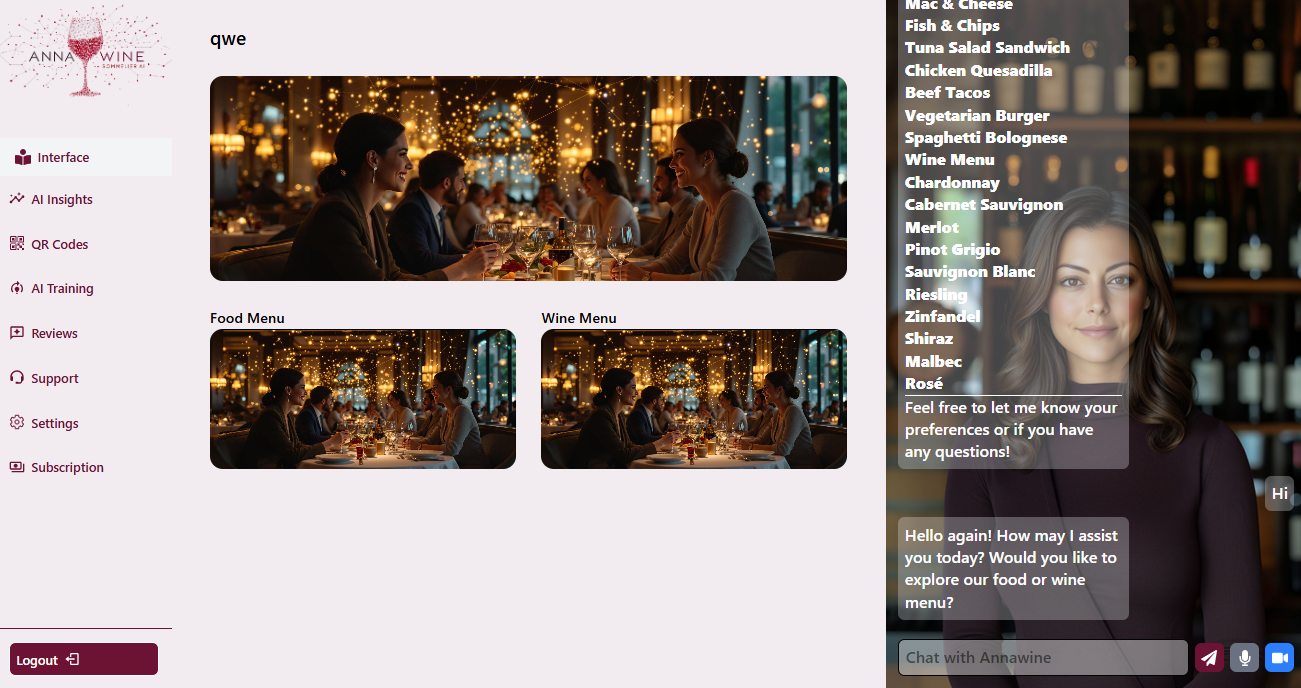 ANNA WINE
SOMMELIER AI
Interface
AI Insights
QR Codes
AI Training
Reviews
Support
Settings
Subscription
Logout
qwe
Food Menu
Wine Menu
Mac & Cheese
Fish & Chips
Tuna Salad Sandwich
Chicken Quesadilla
Beef Tacos
Vegetarian Burger
Spaghetti Bolognese
Wine Menu
Chardonnay
Cabernet Sauvignon
Merlot
Pinot Grigio
Sauvignon Blanc
Riesling
Zinfandel
Shiraz
Malbec
Rosé
Feel free to let me know your
preferences or if you have
any questions!
Hi
Hello again! How may I assist
you today? Would you like to
explore our food or wine
menu?
Chat with Annawine